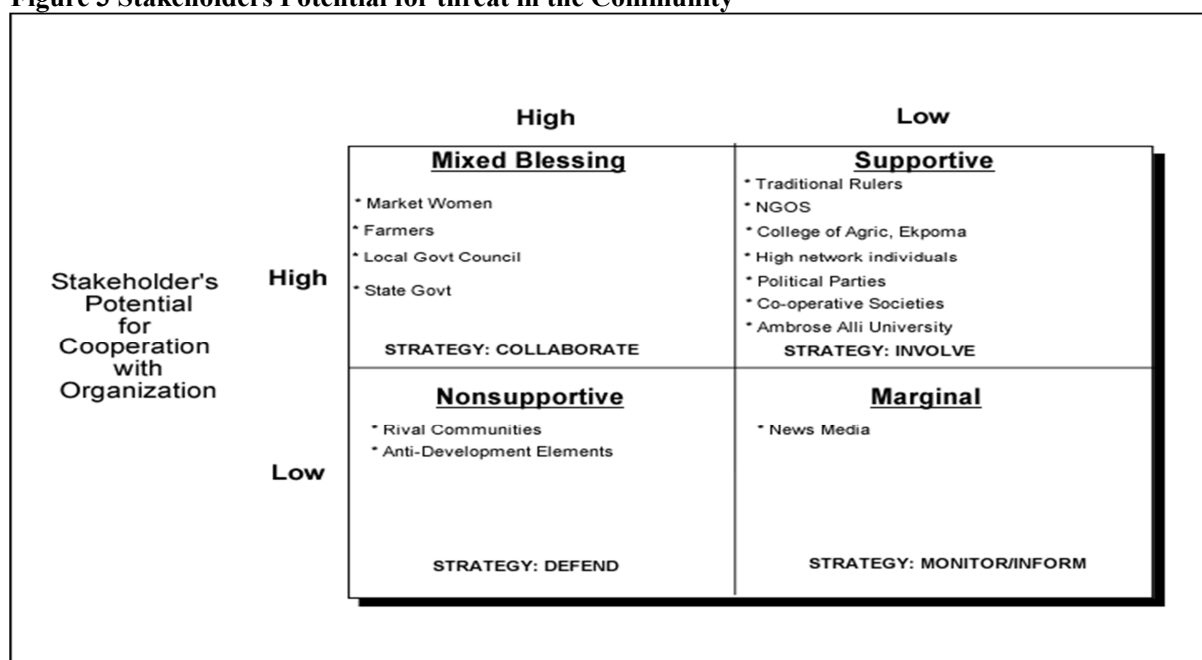 Figure 3 Stakeholders Potential for threat in the Community
High
Low
Mixed Blessing
* Market Women
* Farmers
* Local Govt Council
* State Govt
STRATEGY: COLLABORATE
Supportive
* Traditional Rulers
* NGOS
* College of Agric, Ekpoma
* High network individuals
* Political Parties
* Co-operative Societies
* Ambrose Alli University
STRATEGY: INVOLVE
Stakeholder's
Potential
for
Cooperation
with
Organization
High
Low
Nonsupportive
* Rival Communities
* Anti-Development Elements
STRATEGY: DEFEND
Marginal
* News Media
STRATEGY: MONITOR/INFORM